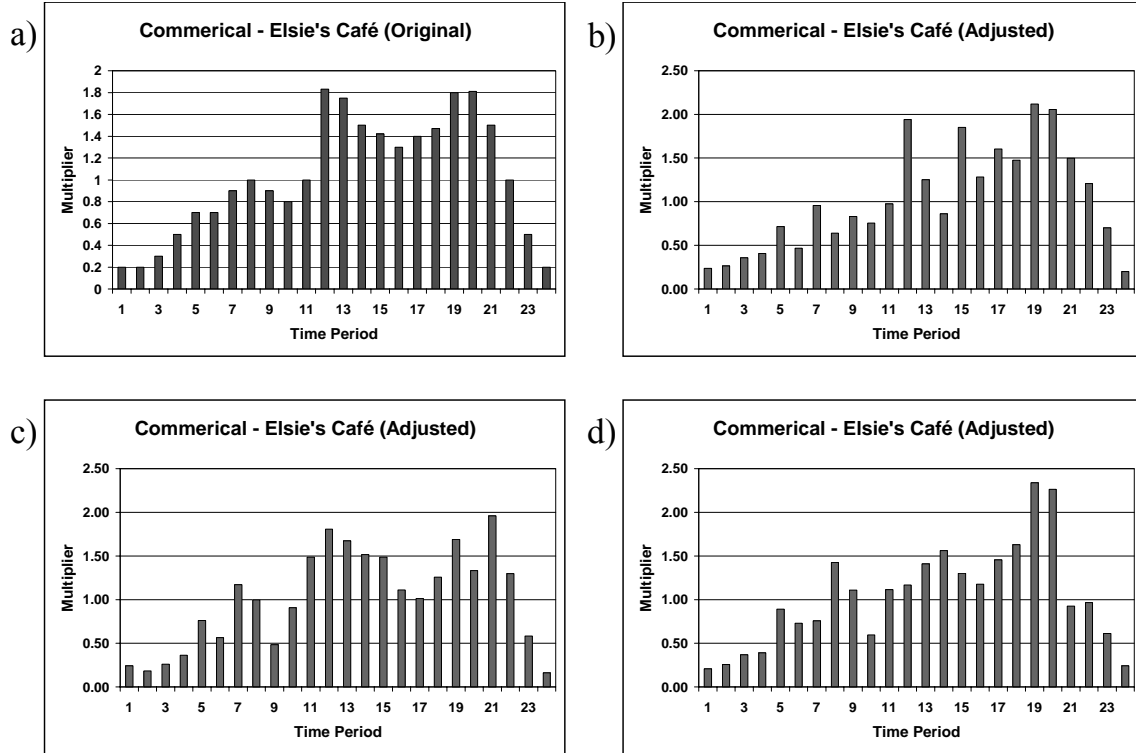 a)
Commerical - Elsie's Café (Original)
2
1.8
1.6
1.4
1.2
1
0.8
0.6
0.4
0.2
0
Multiplier
1 3 5 7 9 11 13 15 17 19 21 23
Time Period
b)
Commerical - Elsie's Café (Adjusted)
2.50
2.00
1.50
1.00
0.50
0.00
Multiplier
1 3 5 7 9 11 13 15 17 19 21 23
Time Period
c)
Commerical - Elsie's Café (Adjusted)
2.50
2.00
1.50
1.00
0.50
0.00
Multiplier
1 3 5 7 9 11 13 15 17 19 21 23
Time Period
d)
Commerical - Elsie's Café (Adjusted)
2.50
2.00
1.50
1.00
0.50
0.00
Multiplier
1 3 5 7 9 11 13 15 17 19 21 23
Time Period